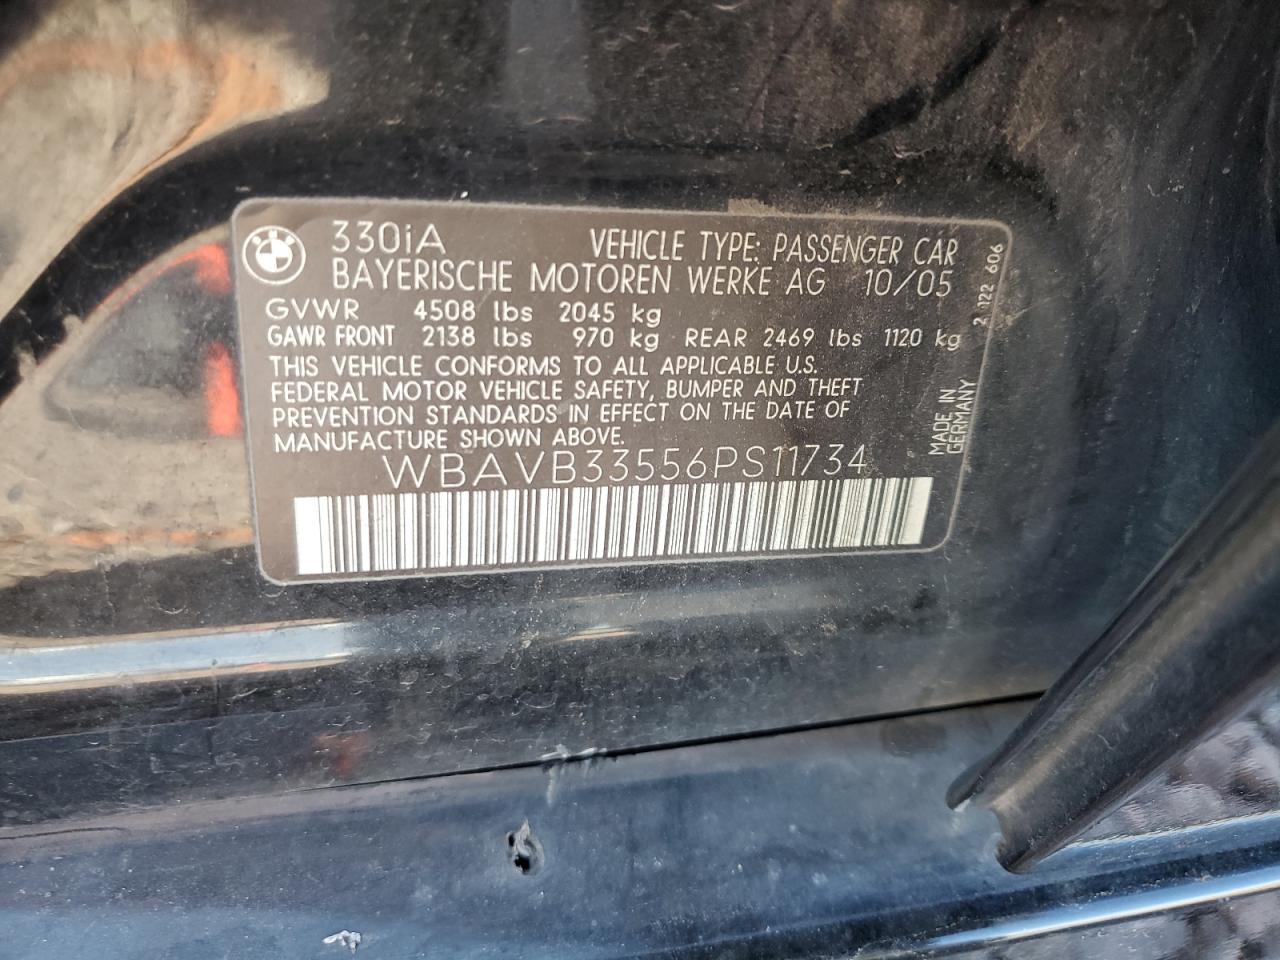 330iA VEHICLE TYPE: PASSENGER CAR
BAYERISCHE MOTOREN WERKE AG 10/05
GVWR 4508 lbs 2045 kg
GAWR FRONT 2138 lbs 970 kg REAR 2469 lbs 1120 kg
THIS VEHICLE CONFORMS TO ALL APPLICABLE U.S.
FEDERAL MOTOR VEHICLE SAFETY, BUMPER AND THEFT
PREVENTION STANDARDS IN EFFECT ON THE DATE OF
MANUFACTURE SHOWN ABOVE.
WBAVB33556PS11734
2 122 606
MADE IN
GERMANY
BMW